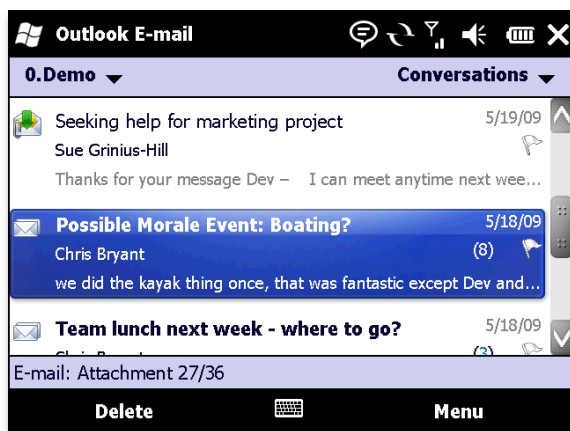 Outlook E-mail
0.Demo Conversations
Seeking help for marketing project 5/19/09
Sue Grinius-Hill
Thanks for your message Dev – I can meet anytime next wee...
Possible Morale Event: Boating? 5/18/09
Chris Bryant (8)
we did the kayak thing once, that was fantastic except Dev and...
Team lunch next week - where to go? 5/18/09
(3)
E-mail: Attachment 27/36
Delete Menu